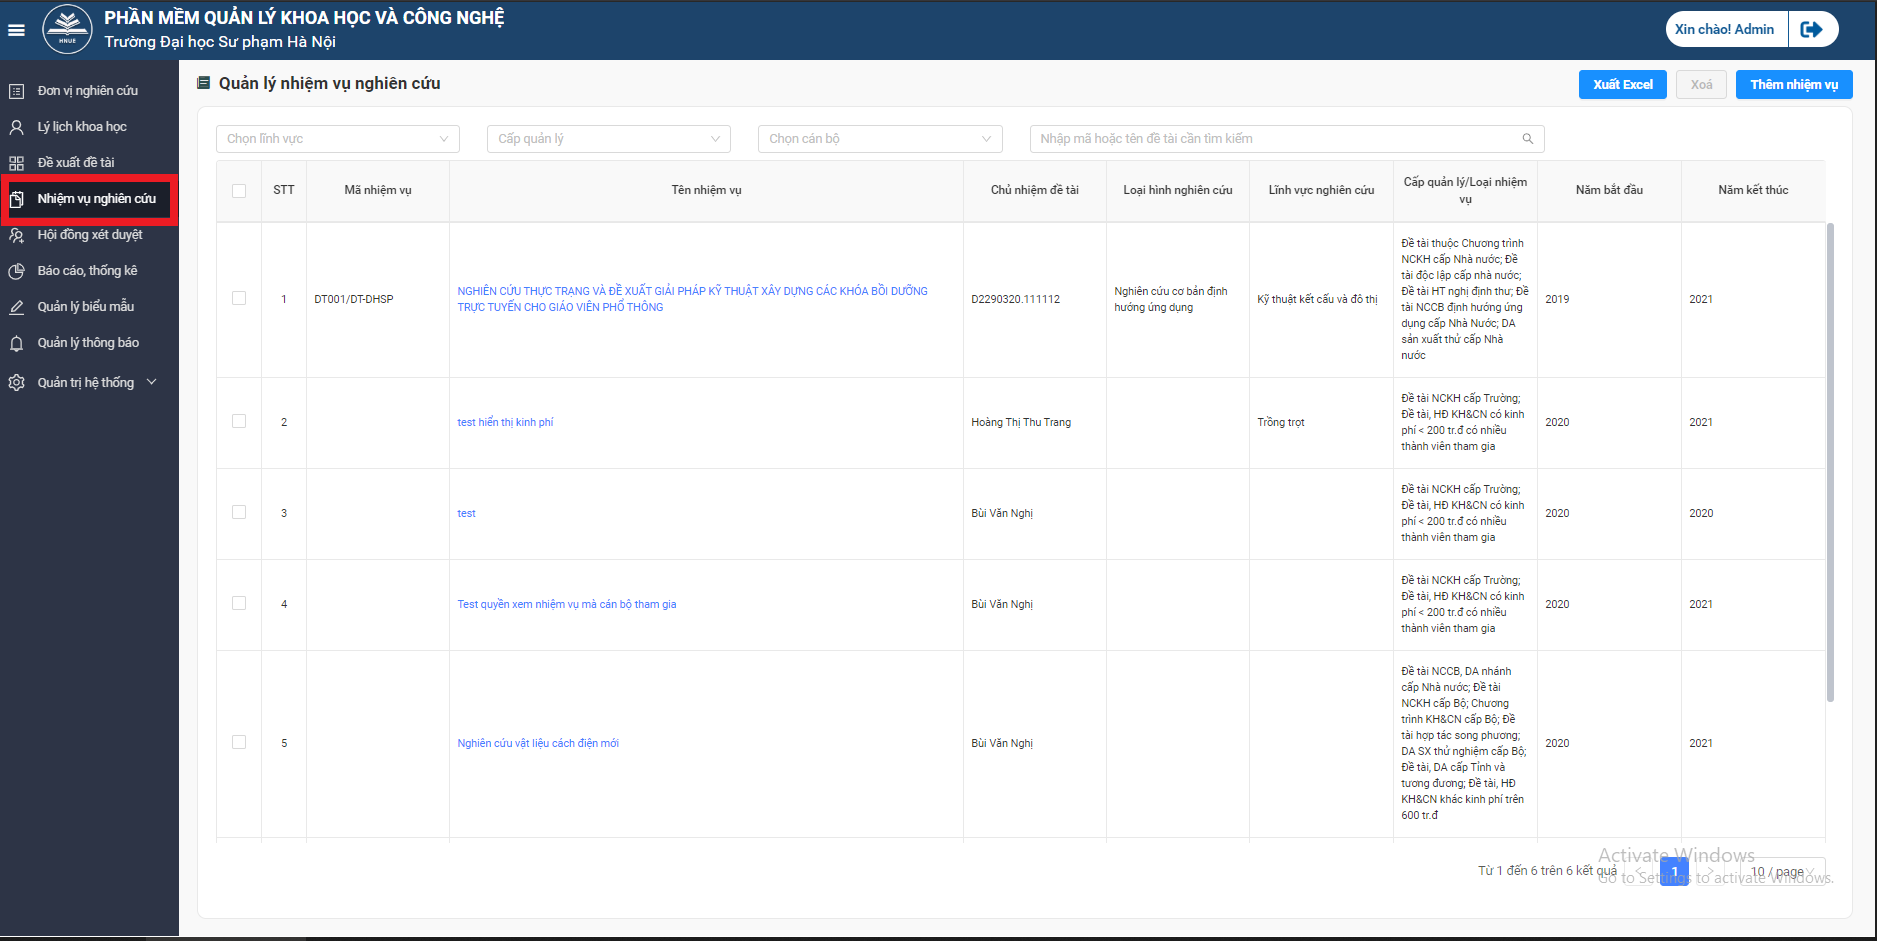 PHẦN MỀM QUẢN LÝ KHOA HỌC VÀ CÔNG NGHỆ
Trường Đại học Sư phạm Hà Nội
HNUE
Xin chào! Admin
Đơn vị nghiên cứu
Lý lịch khoa học
Đề xuất đề tài
Nhiệm vụ nghiên cứu
Hội đồng xét duyệt
Báo cáo, thống kê
Quản lý biểu mẫu
Quản lý thông báo
Quản trị hệ thống
Quản lý nhiệm vụ nghiên cứu
Xuất Excel
Xoá
Thêm nhiệm vụ
Chọn lĩnh vực
Cấp quản lý
Chọn cán bộ
Nhập mã hoặc tên đề tài cần tìm kiếm
STT
Mã nhiệm vụ
Tên nhiệm vụ
Chủ nhiệm đề tài
Loại hình nghiên cứu
Lĩnh vực nghiên cứu
Cấp quản lý/Loại nhiệm
vụ
Năm bắt đầu
Năm kết thúc
1
DT001/DT-DHSP
NGHIÊN CỨU THỰC TRẠNG VÀ ĐỀ XUẤT GIẢI PHÁP KỸ THUẬT XÂY DỰNG CÁC KHÓA BỒI DƯỠNG
TRỰC TUYẾN CHO GIÁO VIÊN PHỔ THÔNG
D2290320.111112
Nghiên cứu cơ bản định
hướng ứng dụng
Kỹ thuật kết cấu và đô thị
Đề tài thuộc Chương trình
NCKH cấp Nhà nước; Đề
tài độc lập cấp nhà nước;
Đề tài HT nghị định thư; Đề
tài NCCB định hướng ứng
dụng cấp Nhà Nước; DA
sản xuất thử cấp Nhà
nước
2019
2021
2
test hiển thị kinh phí
Hoàng Thị Thu Trang
Trồng trọt
Đề tài NCKH cấp Trường;
Đề tài, HĐ KH&CN có kinh
phí < 200 tr.đ có nhiều
thành viên tham gia
2020
2021
3
test
Bùi Văn Nghị
Đề tài NCKH cấp Trường;
Đề tài, HĐ KH&CN có kinh
phí < 200 tr.đ có nhiều
thành viên tham gia
2020
2020
4
Test quyền xem nhiệm vụ mà cán bộ tham gia
Bùi Văn Nghị
Đề tài NCKH cấp Trường;
Đề tài, HĐ KH&CN có kinh
phí < 200 tr.đ có nhiều
thành viên tham gia
2020
2021
5
Nghiên cứu vật liệu cách điện mới
Bùi Văn Nghị
Đề tài NCCB, DA nhánh
cấp Nhà nước; Đề tài
NCKH cấp Bộ; Chương
trình KH&CN cấp Bộ; Đề
tài hợp tác song phương;
DA SX thử nghiệm cấp Bộ;
Đề tài, DA cấp Tỉnh và
tương đương; Đề tài, HĐ
KH&CN khác kinh phí trên
600 tr.đ
2020
2021
Từ 1 đến 6 trên 6 kết quả
1
10 / page
Activate Windows
Go to Settings to activate Windows.